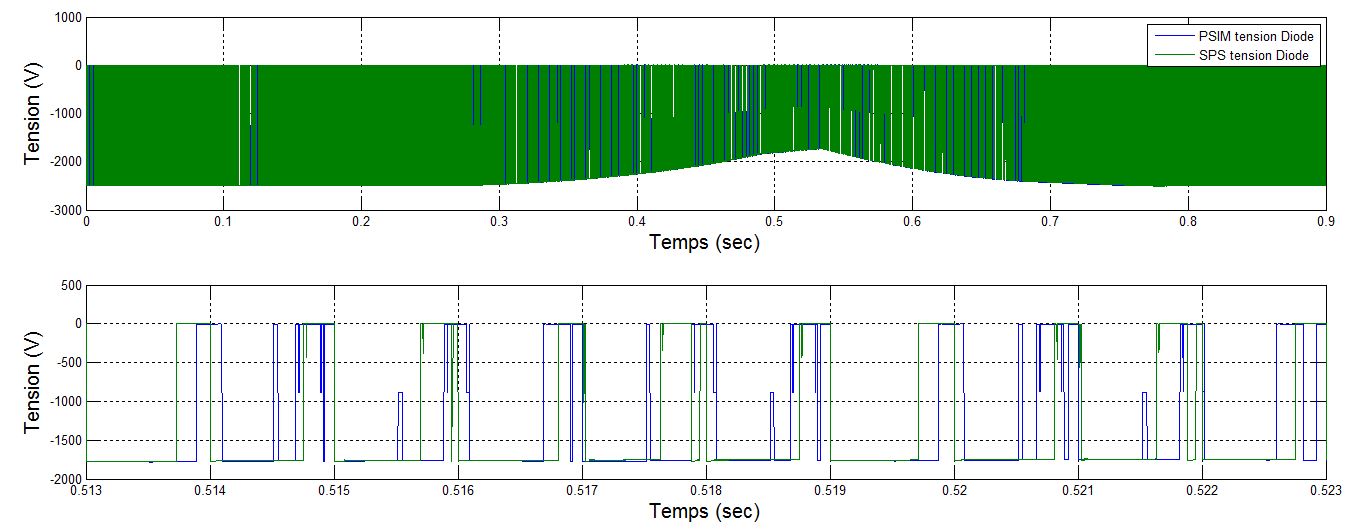 1000
PSIM tension Diode
SPS tension Diode
0
-1000
-2000
-3000
Tension (V)
0 0.1 0.2 0.3 0.4 0.5 0.6 0.7 0.8 0.9
Temps (sec)
500
0
-500
-1000
-1500
-2000
Tension (V)
0.513 0.514 0.515 0.516 0.517 0.518 0.519 0.52 0.521 0.522 0.523
Temps (sec)